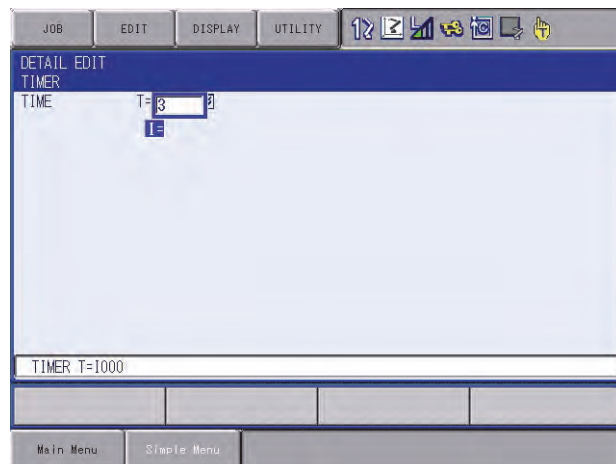 JOB EDIT DISPLAY UTILITY
DETAIL EDIT
TIMER
TIME T= 3
I=
TIMER T=I000
Main Menu Simple Menu